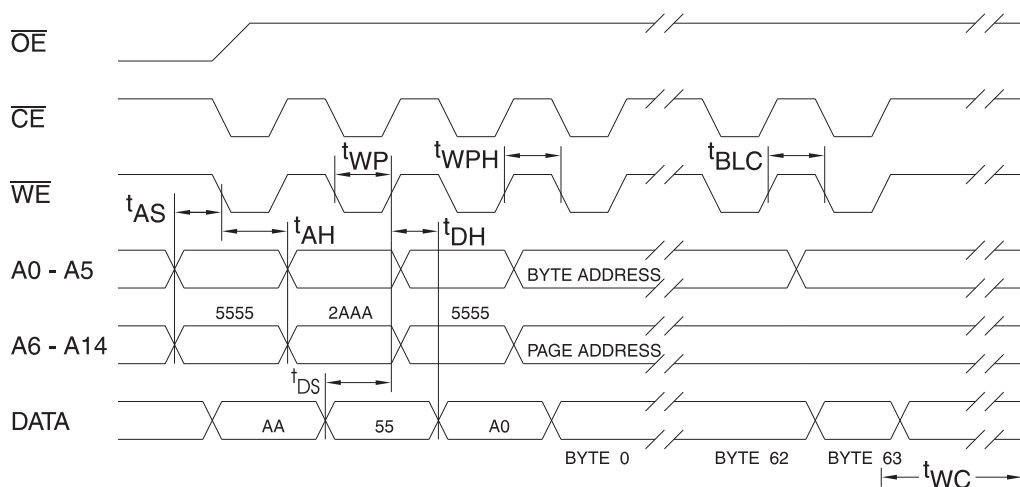 OE
CE
tWP
tWPH
tBLC
WE
tAS
tAH
tDH
A0 - A5
BYTE ADDRESS
5555
2AAA
5555
A6 - A14
PAGE ADDRESS
tDS
DATA
AA
55
A0
BYTE 0
BYTE 62
BYTE 63
tWC